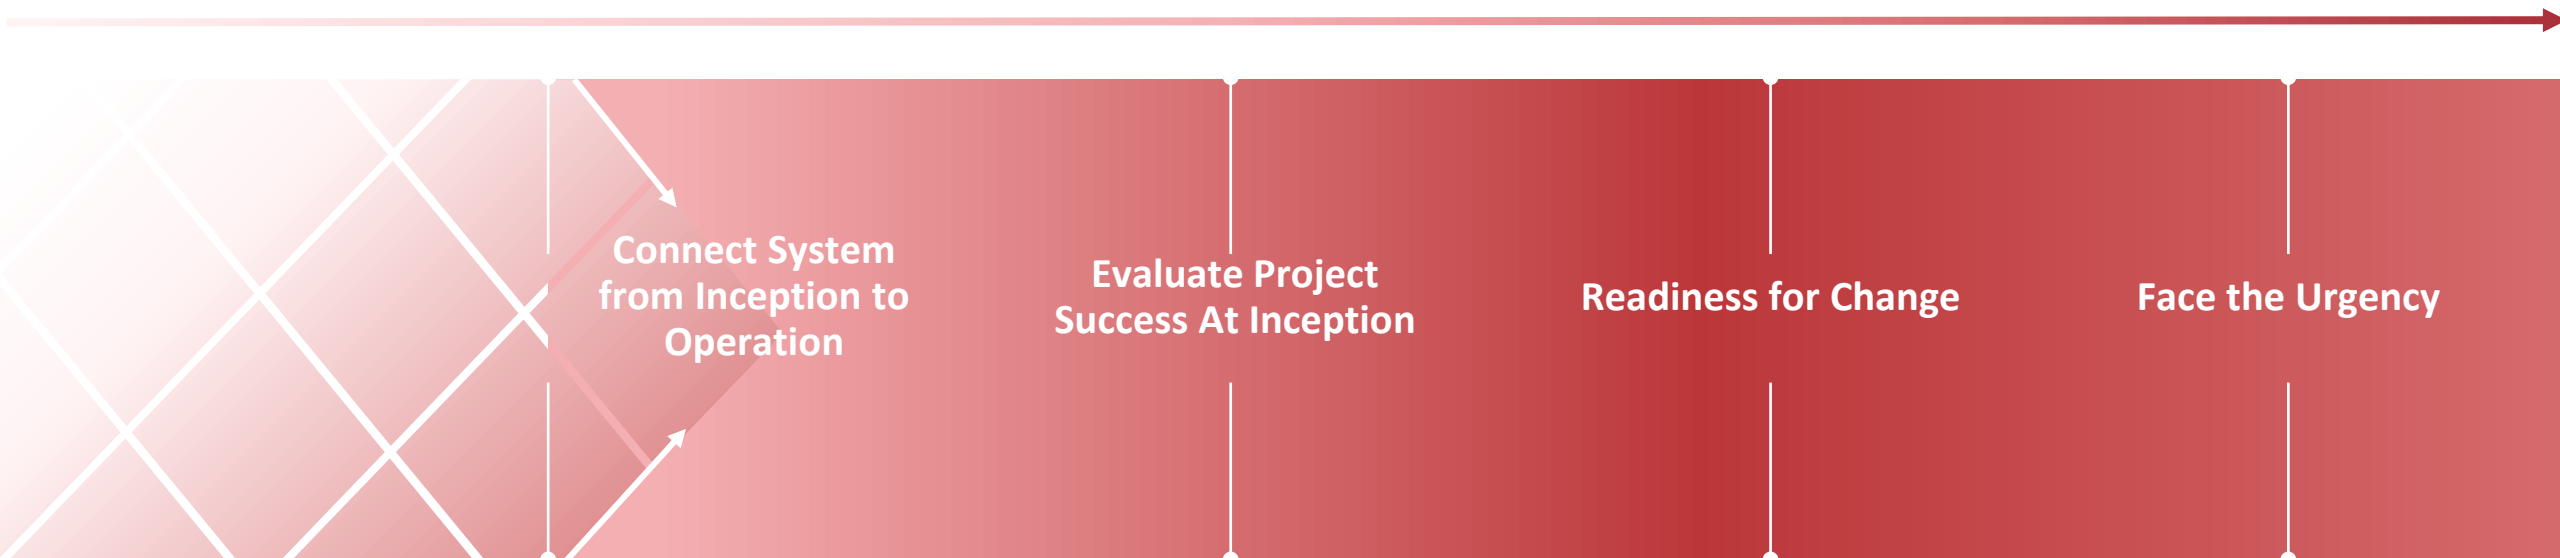 Connect System
from Inception to
Operation
Evaluate Project
Success At Inception
Readiness for Change
Face the Urgency